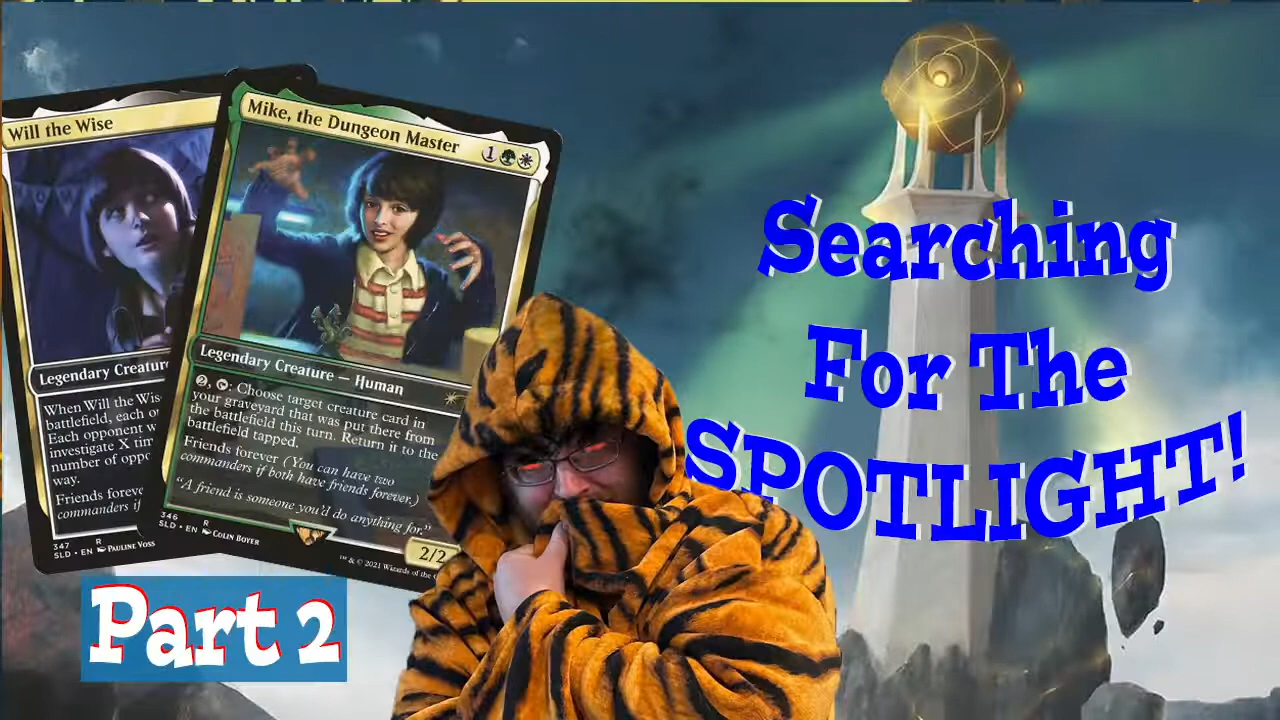 Will the Wise
Legendary Creature
When Will the Wis
battlefield, each o
Each opponent w
investigate X tim
number of oppo
way.
Friends foreve
commanders if
347 R
SLD • EN PAULINE VOSS
Mike, the Dungeon Master 1
Legendary Creature — Human
2, : Choose target creature card in
your graveyard that was put there from
the battlefield this turn. Return it to the
battlefield tapped.
Friends forever (You can have two
commanders if both have friends forever.)
"A friend is someone you'd do anything for."
346 R
SLD • EN COLIN BOYER
2/2
™ & © 2021 Wizards of the C
Part 2
Searching
For The
SPOTLIGHT!